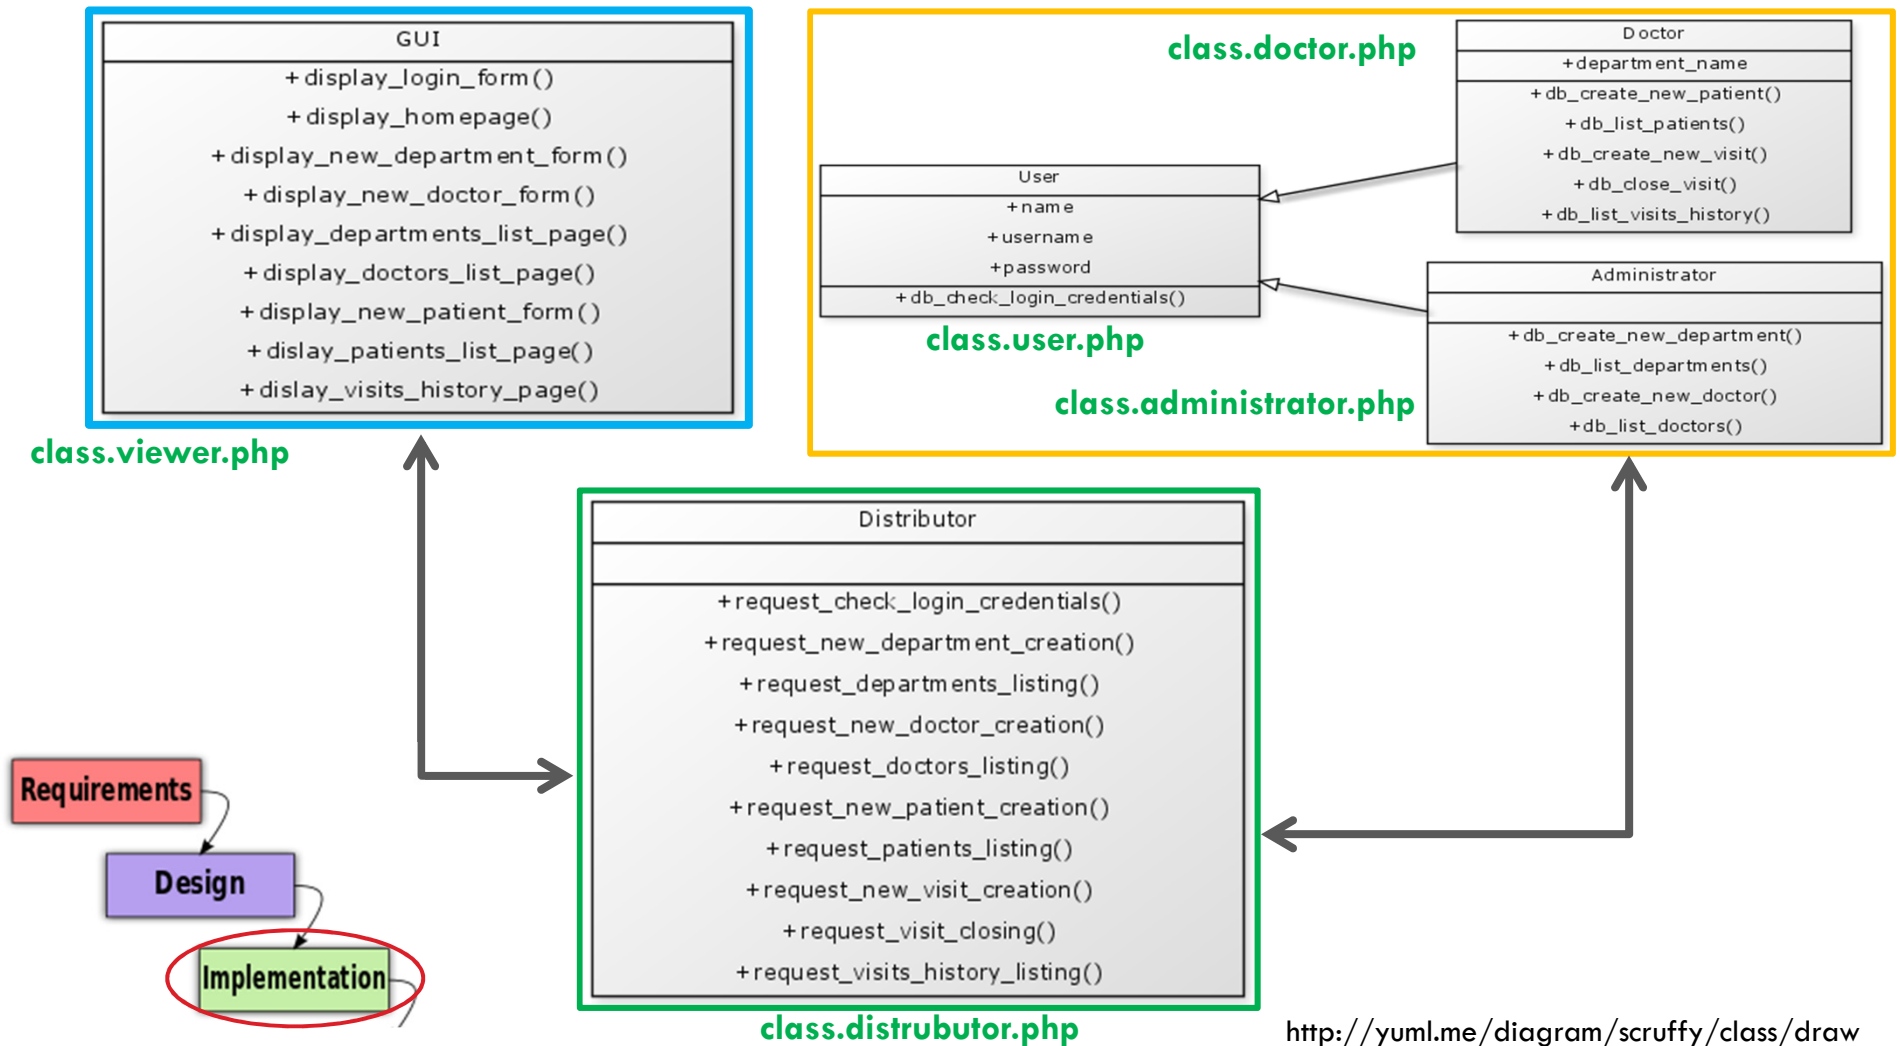 GUI
+display_login_form()
+display_homepage()
+display_new_department_form()
+display_new_doctor_form()
+display_departments_list_page()
+display_doctors_list_page()
+display_new_patient_form()
+dislay_patients_list_page()
+dislay_visits_history_page()
class.viewer.php
class.doctor.php
Doctor
+department_name
+db_create_new_patient()
+db_list_patients()
+db_create_new_visit()
+db_close_visit()
+db_list_visits_history()
User
+name
+username
+password
+db_check_login_credentials()
class.user.php
Administrator
+db_create_new_department()
+db_list_departments()
+db_create_new_doctor()
+db_list_doctors()
class.administrator.php
Distributor
+request_check_login_credentials()
+request_new_department_creation()
+request_departments_listing()
+request_new_doctor_creation()
+request_doctors_listing()
+request_new_patient_creation()
+request_patients_listing()
+request_new_visit_creation()
+request_visit_closing()
+request_visits_history_listing()
class.distrubutor.php
Requirements
Design
Implementation
http://yuml.me/diagram/scruffy/class/draw